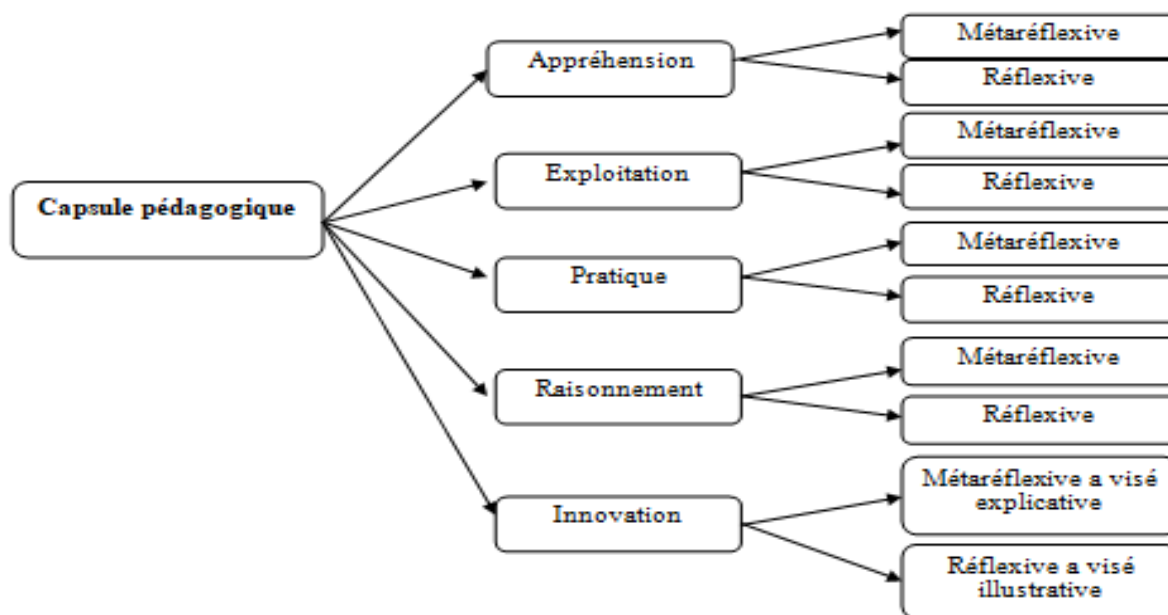 Capsule pédagogique
Appréhension
Métaréflexive
Réflexive
Exploitation
Métaréflexive
Réflexive
Pratique
Métaréflexive
Réflexive
Raisonnement
Métaréflexive
Réflexive
Innovation
Métaréflexive a visé
explicative
Réflexive a visé
illustrative